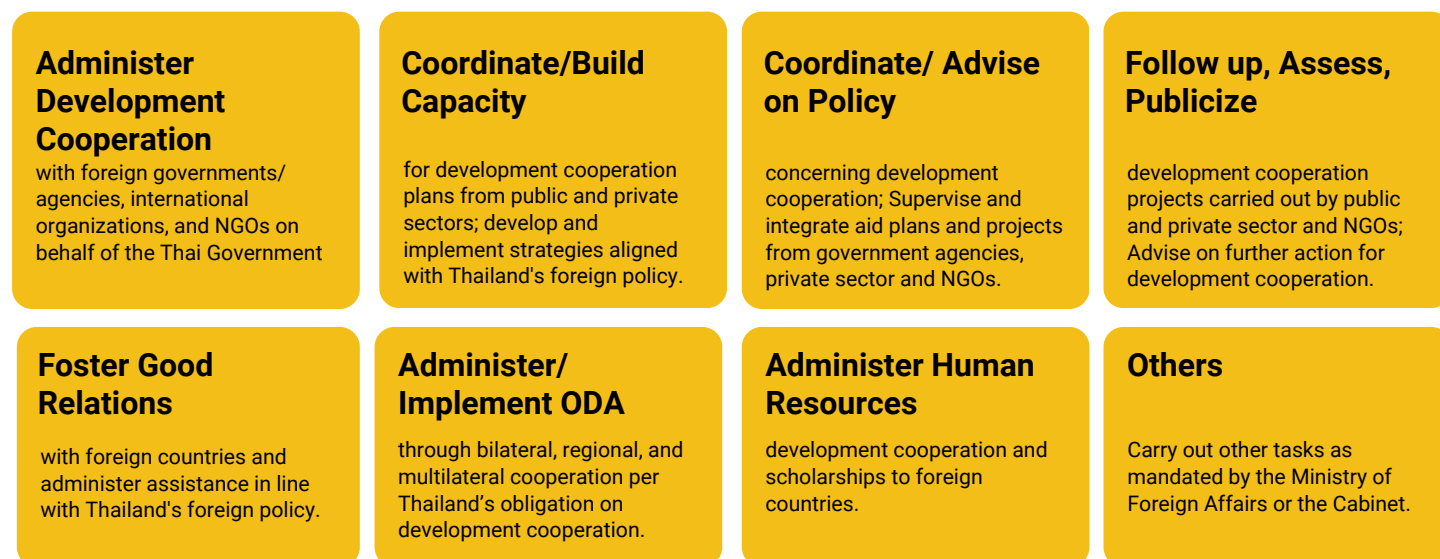 Administer
Development
Cooperation
with foreign governments/
agencies, international
organizations, and NGOs on
behalf of the Thai Government
Coordinate/Build
Capacity
for development cooperation
plans from public and private
sectors; develop and
implement strategies aligned
with Thailand's foreign policy.
Coordinate/ Advise
on Policy
concerning development
cooperation; Supervise and
integrate aid plans and projects
from government agencies,
private sector and NGOs.
Follow up, Assess,
Publicize
development cooperation
projects carried out by public
and private sector and NGOs;
Advise on further action for
development cooperation.
Foster Good
Relations
with foreign countries and
administer assistance in line
with Thailand's foreign policy.
Administer/
Implement ODA
through bilateral, regional, and
multilateral cooperation per
Thailand’s obligation on
development cooperation.
Administer Human
Resources
development cooperation and
scholarships to foreign
countries.
Others
Carry out other tasks as
mandated by the Ministry of
Foreign Affairs or the Cabinet.